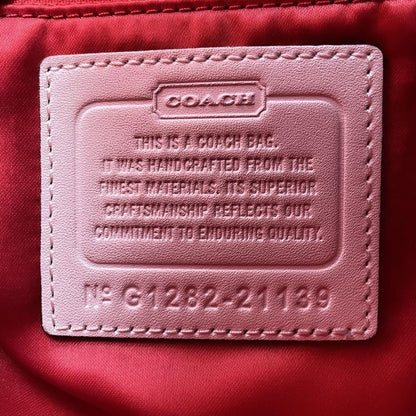 COACH
THIS IS A COACH BAG.
IT WAS HANDCRAFTED FROM THE
FINEST MATERIALS. ITS SUPERIOR
CRAFTSMANSHIP REFLECTS OUR
COMMITMENT TO ENDURING QUALITY.
Nº G1282-21139